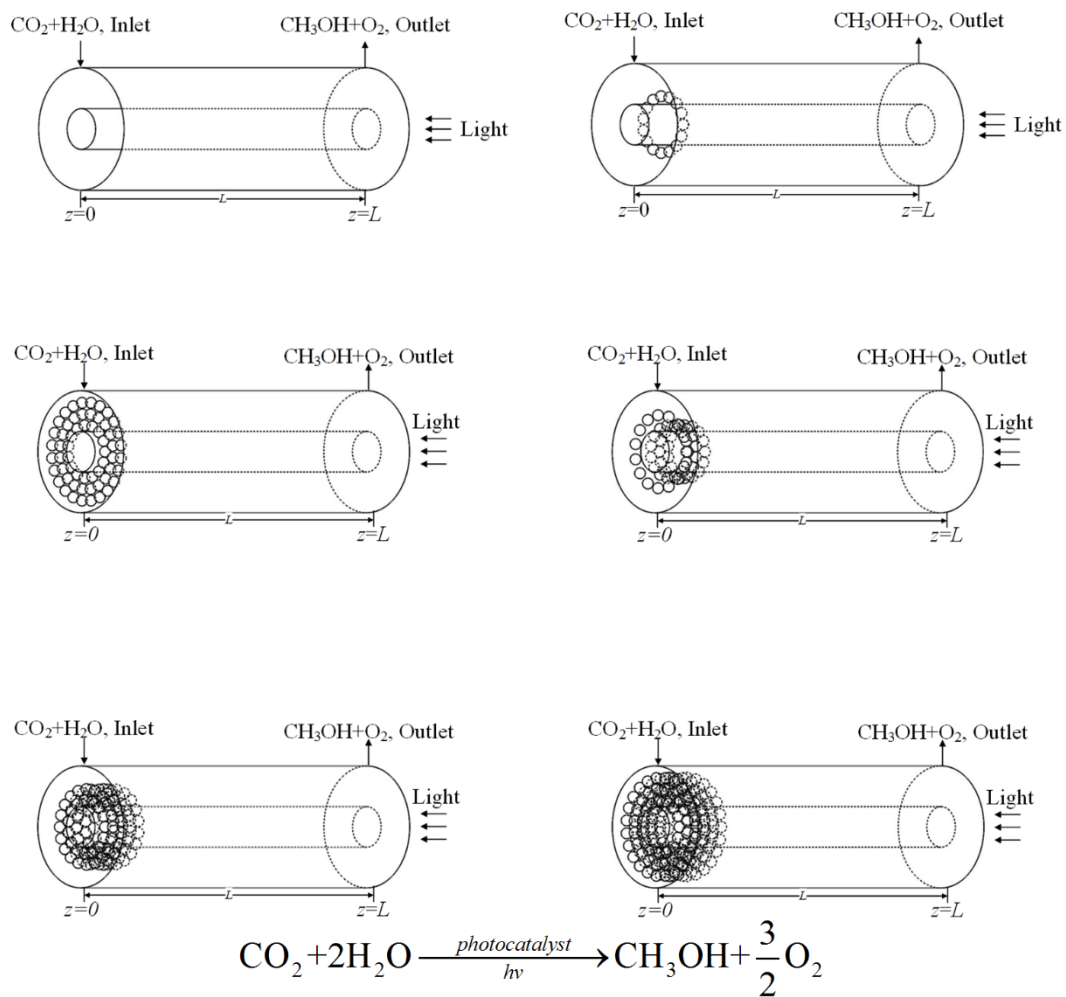 CO₂+H₂O, Inlet
CH₃OH+O₂, Outlet
Light
L
z=0
z=L
CO₂+H₂O, Inlet
CH₃OH+O₂, Outlet
Light
L
z=0
z=L
CO₂+H₂O, Inlet
CH₃OH+O₂, Outlet
Light
L
z=0
z=L
CO₂+H₂O, Inlet
CH₃OH+O₂, Outlet
Light
L
z=0
z=L
CO₂+H₂O, Inlet
CH₃OH+O₂, Outlet
Light
L
z=0
z=L
CO₂+H₂O, Inlet
CH₃OH+O₂, Outlet
Light
L
z=0
z=L
CO₂+2H₂O photocatalyst hν → CH₃OH+ 3/2 O₂